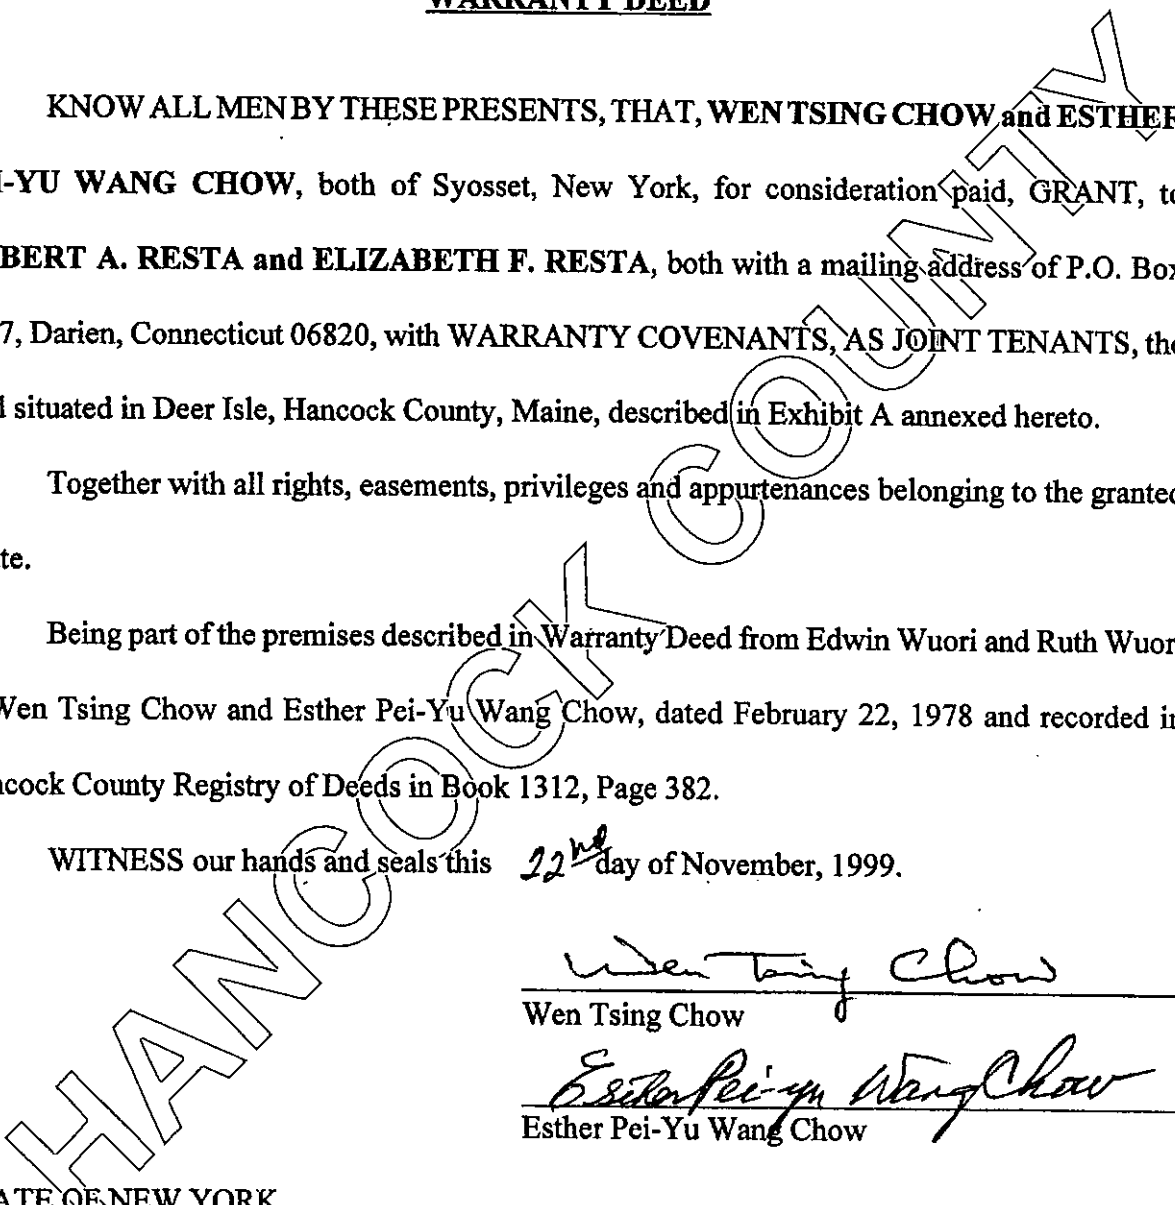 WARRANTY DEED
KNOW ALL MEN BY THESE PRESENTS, THAT, WEN TSING CHOW and ESTHER
I-YU WANG CHOW, both of Syosset, New York, for consideration paid, GRANT, to
BERT A. RESTA and ELIZABETH F. RESTA, both with a mailing address of P.O. Box
7, Darien, Connecticut 06820, with WARRANTY COVENANTS, AS JOINT TENANTS, the
situated in Deer Isle, Hancock County, Maine, described in Exhibit A annexed hereto.
Together with all rights, easements, privileges and appurtenances belonging to the granted
te.
Being part of the premises described in Warranty Deed from Edwin Wuori and Ruth Wuori
Wen Tsing Chow and Esther Pei-Yu Wang Chow, dated February 22, 1978 and recorded in
ncock County Registry of Deeds in Book 1312, Page 382.
WITNESS our hands and seals this 22nd day of November, 1999.
Wen Tsing Chow
Wen Tsing Chow
Esther Pei-yu Wang Chow
Esther Pei-Yu Wang Chow
ATE OF NEW YORK
HANCOCK COUNTY